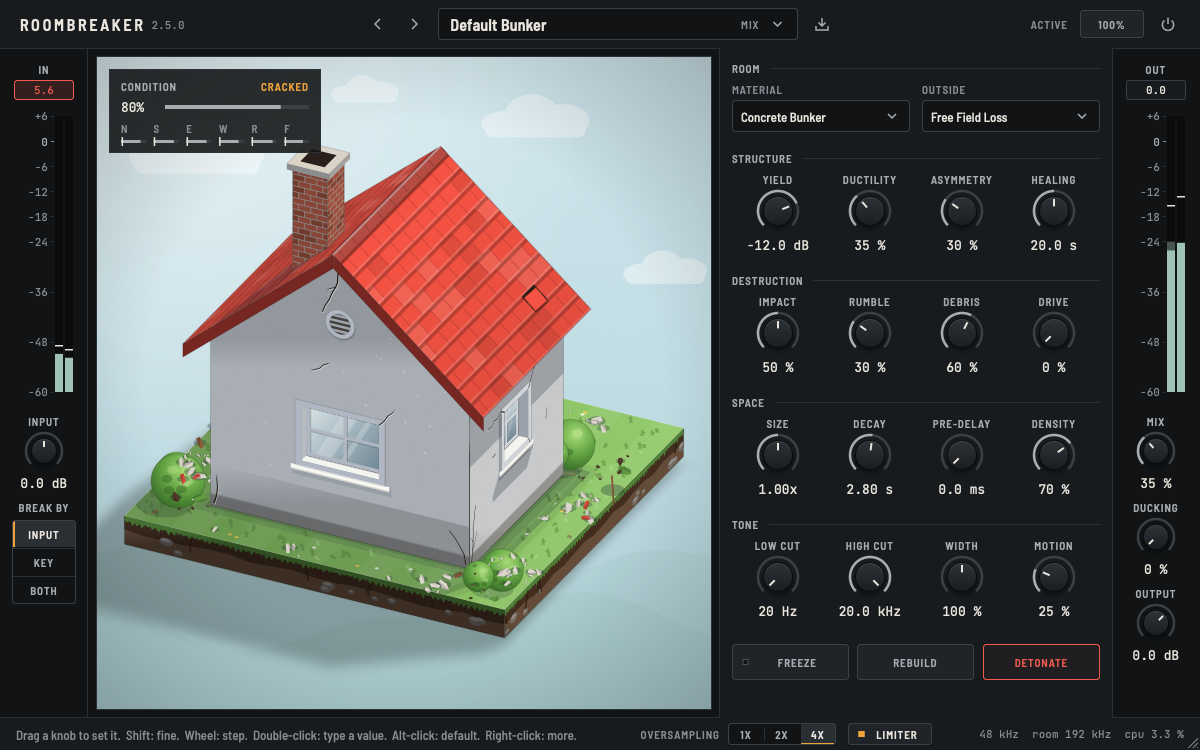 ROOMBREAKER 2.5.0
Default Bunker
MIX
ACTIVE
100%
IN
5.6
+6
0
-6
-12
-18
-24
-36
-48
-60
INPUT
0.0 dB
BREAK BY
INPUT
KEY
BOTH
CONDITION
CRACKED
80%
N S E W R F
ROOM
MATERIAL
OUTSIDE
Concrete Bunker
Free Field Loss
STRUCTURE
YIELD DUCTILITY ASYMMETRY HEALING
-12.0 dB 35 % 30 % 20.0 s
DESTRUCTION
IMPACT RUMBLE DEBRIS DRIVE
50 % 30 % 60 % 0 %
SPACE
SIZE DECAY PRE-DELAY DENSITY
1.00x 2.80 s 0.0 ms 70 %
TONE
LOW CUT HIGH CUT WIDTH MOTION
20 Hz 20.0 kHz 100 % 25 %
FREEZE
REBUILD
DETONATE
OUT
0.0
+6
0
-6
-12
-18
-24
-36
-48
-60
MIX
35 %
DUCKING
0 %
OUTPUT
0.0 dB
Drag a knob to set it. Shift: fine. Wheel: step. Double-click: type a value. Alt-click: default. Right-click: more.
OVERSAMPLING
1X 2X 4X
LIMITER
48 kHz room 192 kHz cpu 3.3 %